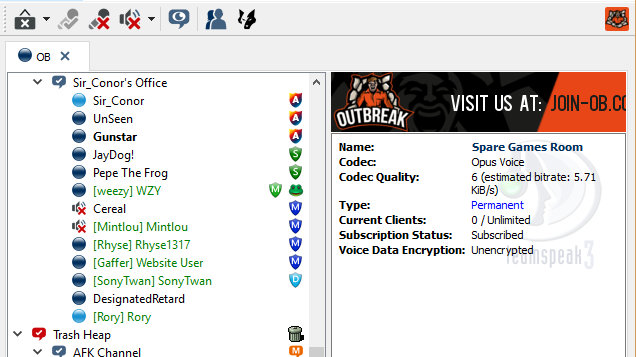 OB
Sir_Conor's Office
Sir_Conor
UnSeen
Gunstar
JayDog!
Pepe The Frog
[weezy] WZY
Cereal
[Mintlou] Mintlou
[Rhyse] Rhyse1317
[Gaffer] Website User
[SonyTwan] SonyTwan
DesignatedRetard
[Rory] Rory
Trash Heap
AFK Channel
A
A
A
S
S
M
M
M
M
M
D
M
OUTBREAK
VISIT US AT: JOIN-OB.CO
Name: Spare Games Room
Codec: Opus Voice
Codec Quality: 6 (estimated bitrate: 5.71
KiB/s)
Type: Permanent
Current Clients: 0 / Unlimited
Subscription Status: Subscribed
Voice Data Encryption: Unencrypted
teamspeak 3